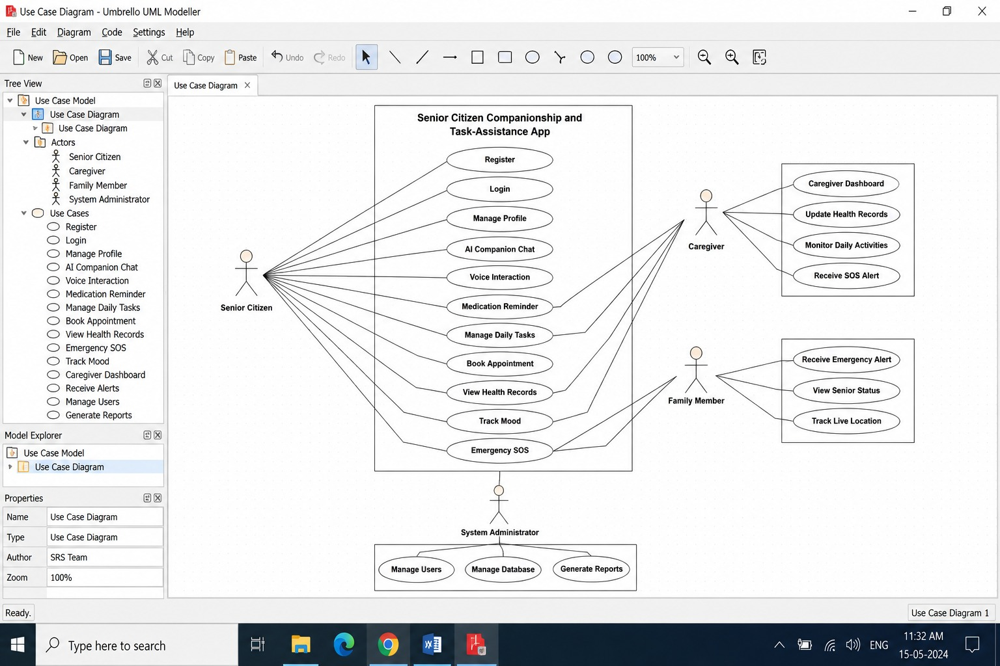 Use Case Diagram - Umbrello UML Modeller
File Edit Diagram Code Settings Help
New Open Save Cut Copy Paste Undo Redo 100%
Tree View
Use Case Model
Use Case Diagram
Use Case Diagram
Actors
Senior Citizen
Caregiver
Family Member
System Administrator
Use Cases
Register
Login
Manage Profile
AI Companion Chat
Voice Interaction
Medication Reminder
Manage Daily Tasks
Book Appointment
View Health Records
Emergency SOS
Track Mood
Caregiver Dashboard
Receive Alerts
Manage Users
Generate Reports
Model Explorer
Use Case Model
Use Case Diagram
Properties
Name Use Case Diagram
Type Use Case Diagram
Author SRS Team
Zoom 100%
Use Case Diagram
Senior Citizen Companionship and
Task-Assistance App
Register
Login
Manage Profile
AI Companion Chat
Voice Interaction
Medication Reminder
Manage Daily Tasks
Book Appointment
View Health Records
Track Mood
Emergency SOS
Senior Citizen
Caregiver
Caregiver Dashboard
Update Health Records
Monitor Daily Activities
Receive SOS Alert
Family Member
Receive Emergency Alert
View Senior Status
Track Live Location
System Administrator
Manage Users
Manage Database
Generate Reports
Ready.
Use Case Diagram 1
Type here to search
ENG
11:32 AM
15-05-2024